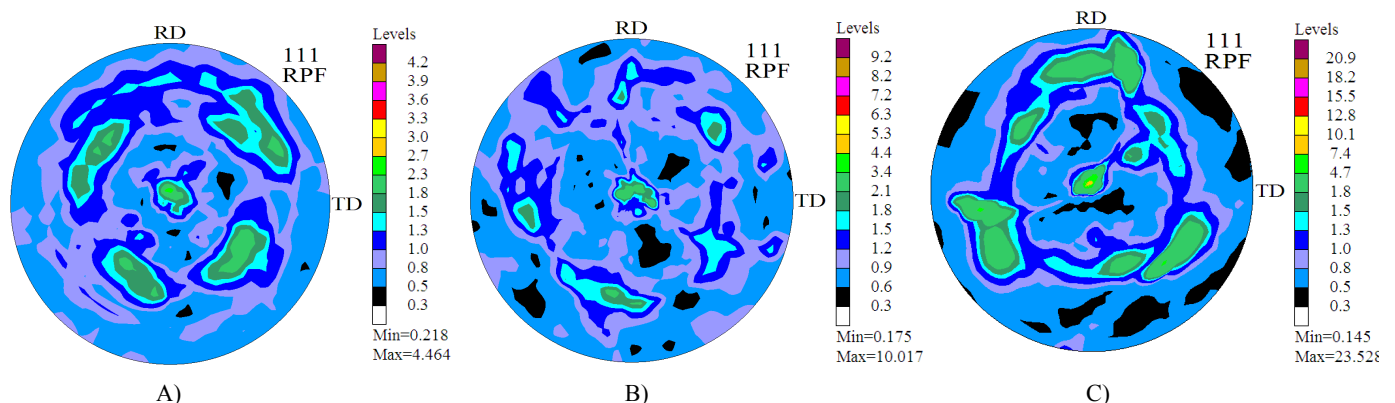 RD
111
RPF
TD
Levels
4.2
3.9
3.6
3.3
3.0
2.7
1.8
1.5
1.3
1.0
0.8
0.5
0.3
Min=0.218
Max=4.464
A)
RD
111
RPF
TD
Levels
9.2
8.2
7.2
6.3
5.3
4.4
3.4
2.1
1.8
1.5
1.2
0.9
0.6
0.3
Min=0.175
Max=10.017
B)
RD
111
RPF
TD
Levels
20.9
18.2
15.5
12.8
10.1
7.4
4.7
1.8
1.5
1.3
1.0
0.8
0.5
0.3
Min=0.145
Max=23.528
C)